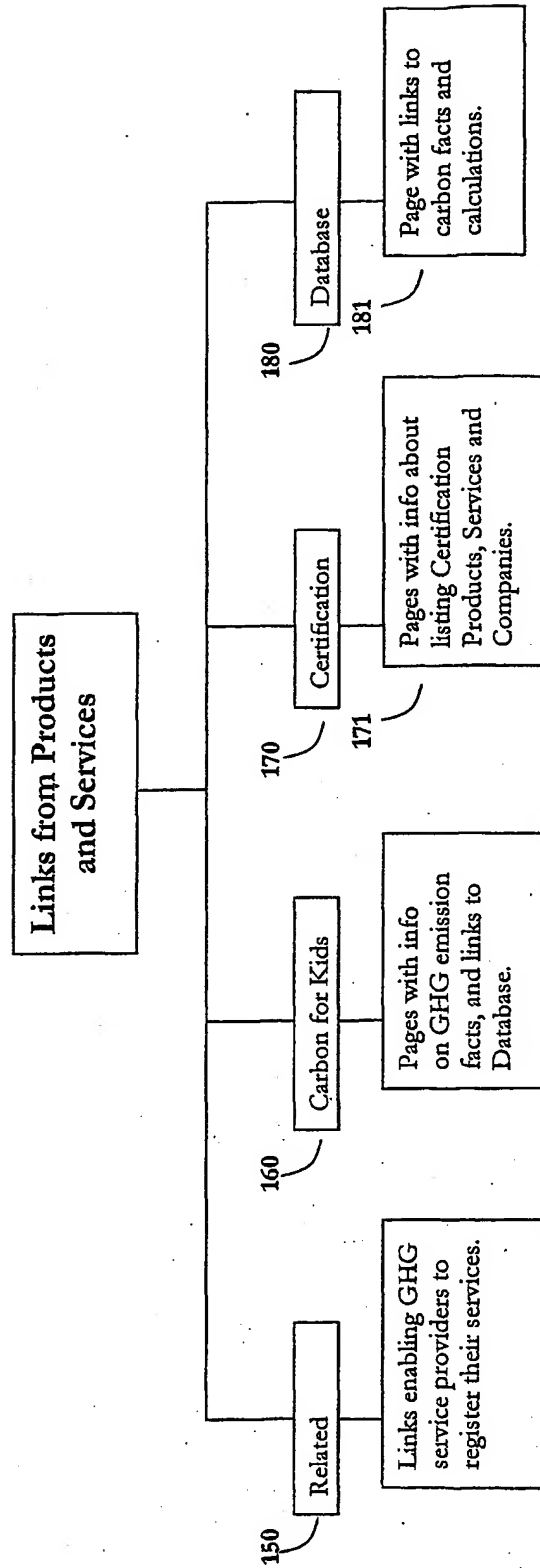 Links from Products
and Services
150
Related
Links enabling GHG
service providers to
register their services.
160
Carbon for Kids
Pages with info
on GHG emission
facts, and links to
Database.
170
Certification
171
Pages with info about
listing Certification
Products, Services and
Companies.
180
Database
181
Page with links to
carbon facts and
calculations.